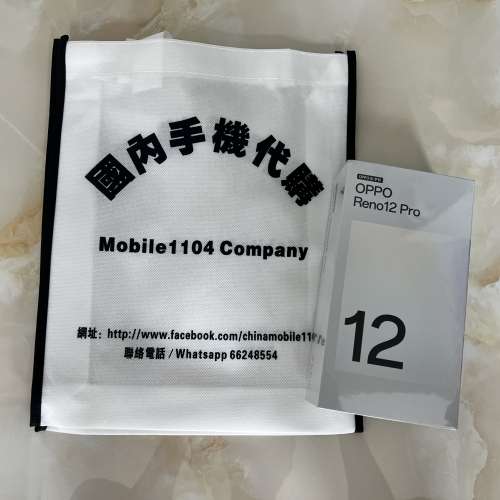 國內手機代購
Mobile1104 Company
網址：http://www.facebook.com/chinamobile110
聯絡電話 / Whatsapp 66248554
OPPO
Reno12 Pro
12